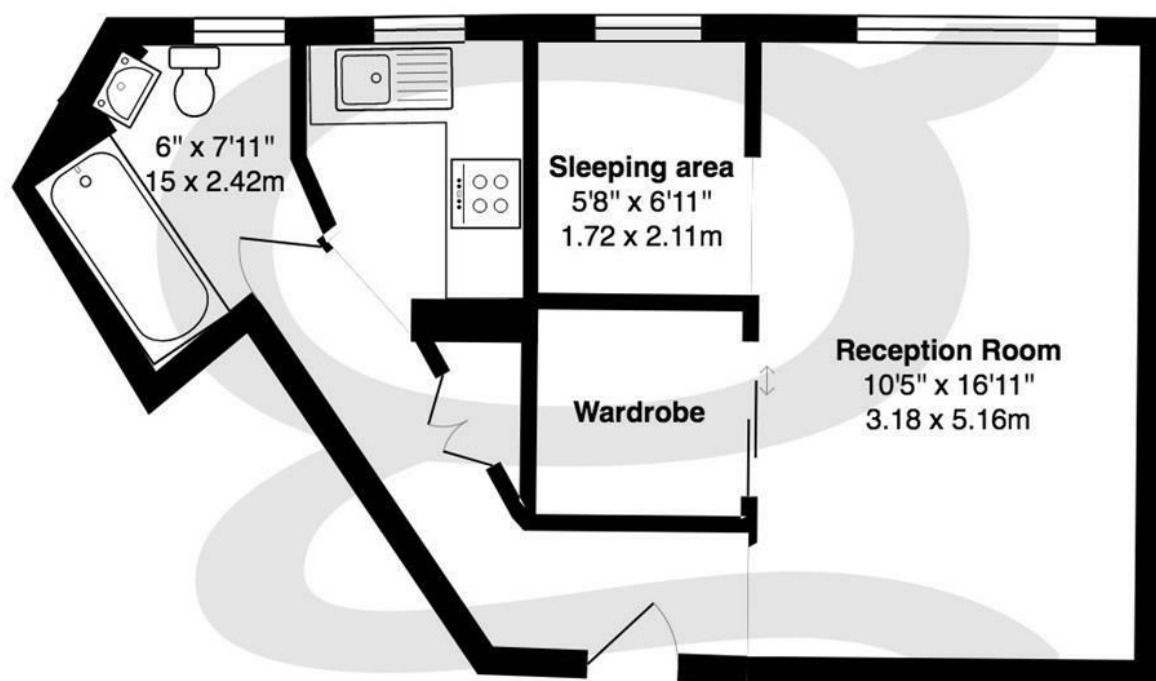 6" x 7'11"
15 x 2.42m
Sleeping area
5'8" x 6'11"
1.72 x 2.11m
Reception Room
10'5" x 16'11"
3.18 x 5.16m
Wardrobe